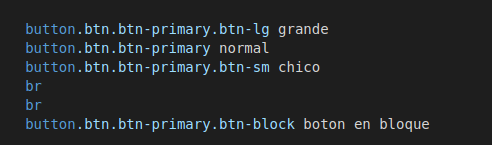 button.btn.btn-primary.btn-lg grande
button.btn.btn-primary normal
button.btn.btn-primary.btn-sm chico
br
br
button.btn.btn-primary.btn-block boton en bloque